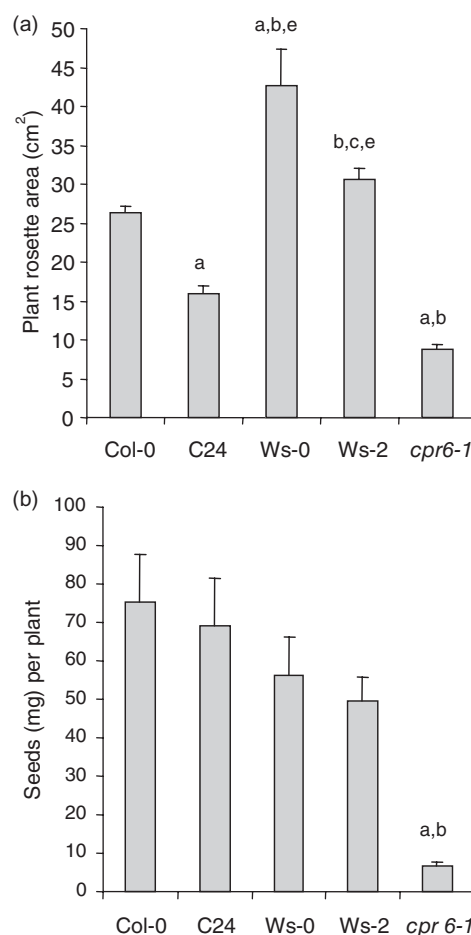 (a)
Plant rosette area (cm²)
50
45
40
35
30
25
20
15
10
5
0
a
a,b,e
b,c,e
a,b
Col-0 C24 Ws-0 Ws-2 cpr6-1
(b)
Seeds (mg) per plant
100
90
80
70
60
50
40
30
20
10
0
a,b
Col-0 C24 Ws-0 Ws-2 cpr 6-1